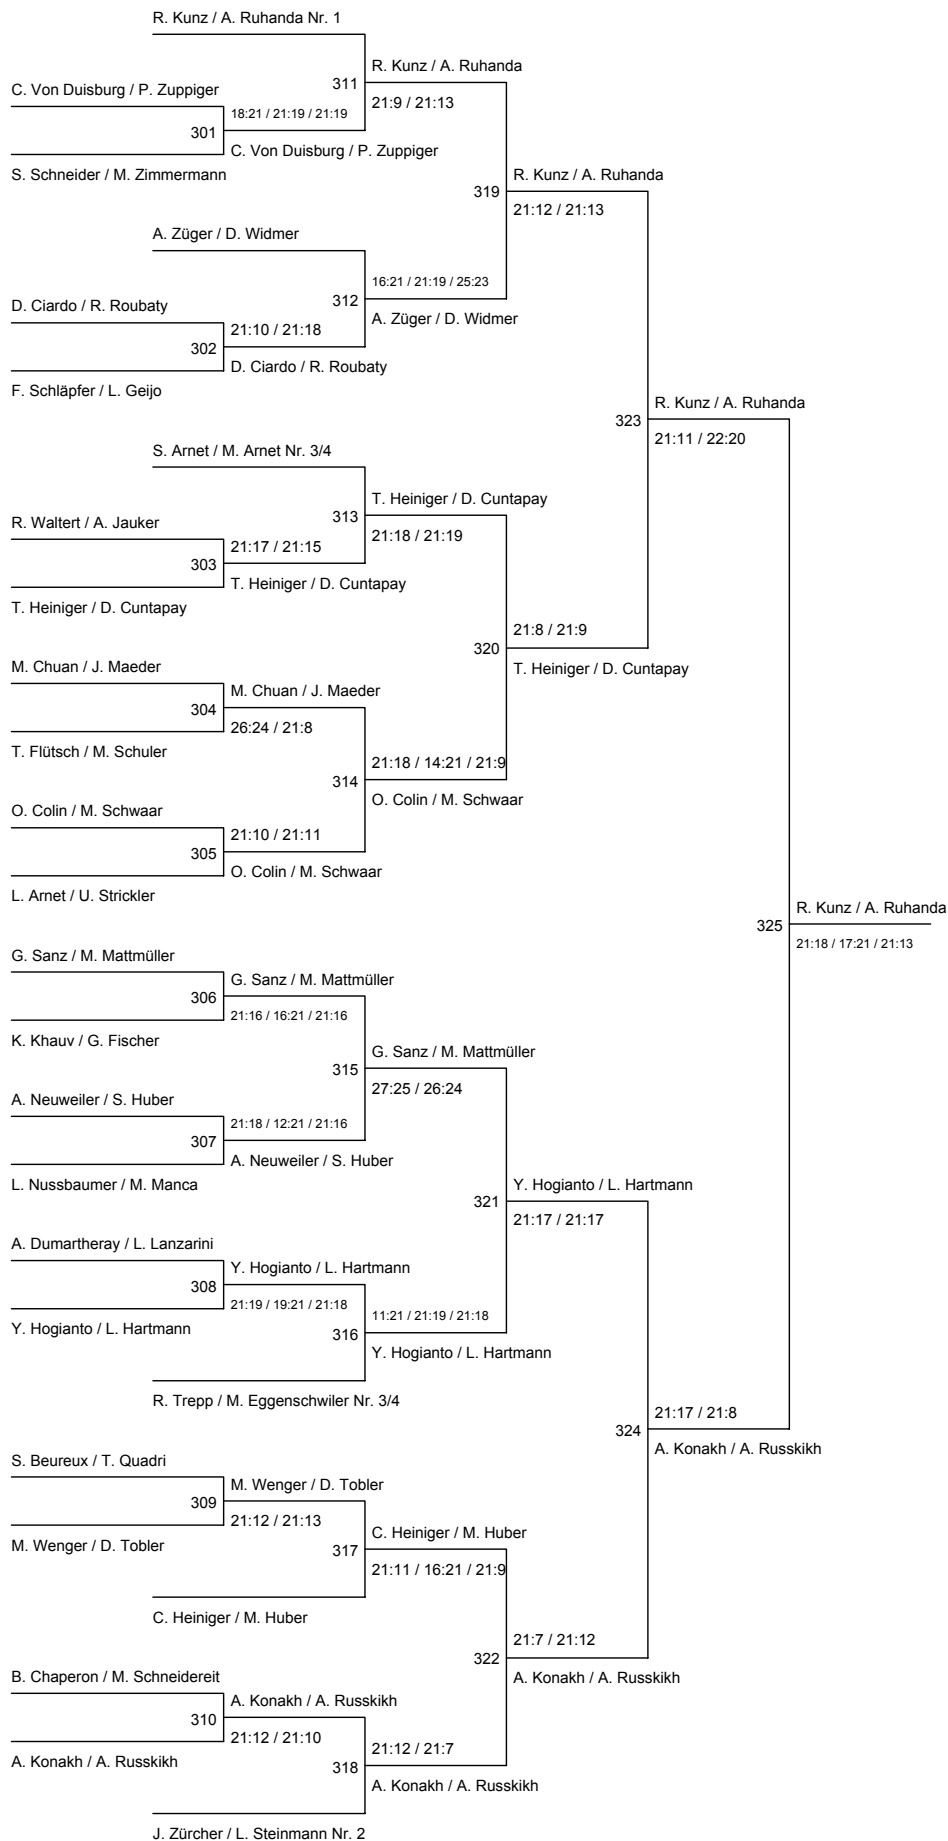 R. Kunz / A. Ruhanda Nr. 1
R. Kunz / A. Ruhanda
311
C. Von Duisburg / P. Zuppiger
21:9 / 21:13
18:21 / 21:19 / 21:19
301
C. Von Duisburg / P. Zuppiger
S. Schneider / M. Zimmermann
R. Kunz / A. Ruhanda
319
21:12 / 21:13
A. Züger / D. Widmer
16:21 / 21:19 / 25:23
312
D. Ciardo / R. Roubaty
A. Züger / D. Widmer
21:10 / 21:18
302
D. Ciardo / R. Roubaty
F. Schläpfer / L. Geijo
R. Kunz / A. Ruhanda
323
21:11 / 22:20
S. Arnet / M. Arnet Nr. 3/4
T. Heiniger / D. Cuntapay
313
R. Waltert / A. Jauker
21:18 / 21:19
21:17 / 21:15
303
T. Heiniger / D. Cuntapay
T. Heiniger / D. Cuntapay
21:8 / 21:9
320
T. Heiniger / D. Cuntapay
M. Chuan / J. Maeder
M. Chuan / J. Maeder
304
26:24 / 21:8
T. Flütsch / M. Schuler
21:18 / 14:21 / 21:9
314
O. Colin / M. Schwaar
O. Colin / M. Schwaar
21:10 / 21:11
305
O. Colin / M. Schwaar
L. Arnet / U. Strickler
R. Kunz / A. Ruhanda
325
21:18 / 17:21 / 21:13
G. Sanz / M. Mattmüller
G. Sanz / M. Mattmüller
306
21:16 / 16:21 / 21:16
K. Khauv / G. Fischer
G. Sanz / M. Mattmüller
315
27:25 / 26:24
A. Neuweiler / S. Huber
21:18 / 12:21 / 21:16
307
A. Neuweiler / S. Huber
L. Nussbaumer / M. Manca
Y. Hogianto / L. Hartmann
321
21:17 / 21:17
A. Dumartheray / L. Lanzarini
Y. Hogianto / L. Hartmann
308
21:19 / 19:21 / 21:18
11:21 / 21:19 / 21:18
Y. Hogianto / L. Hartmann
316
Y. Hogianto / L. Hartmann
R. Trepp / M. Eggenschwiler Nr. 3/4
21:17 / 21:8
324
A. Konakh / A. Russkikh
S. Beureux / T. Quadri
M. Wenger / D. Tobler
309
21:12 / 21:13
C. Heiniger / M. Huber
M. Wenger / D. Tobler
317
21:11 / 16:21 / 21:9
C. Heiniger / M. Huber
21:7 / 21:12
322
A. Konakh / A. Russkikh
B. Chaperon / M. Schneidereit
A. Konakh / A. Russkikh
310
21:12 / 21:10
21:12 / 21:7
A. Konakh / A. Russkikh
318
A. Konakh / A. Russkikh
J. Zürcher / L. Steinmann Nr. 2